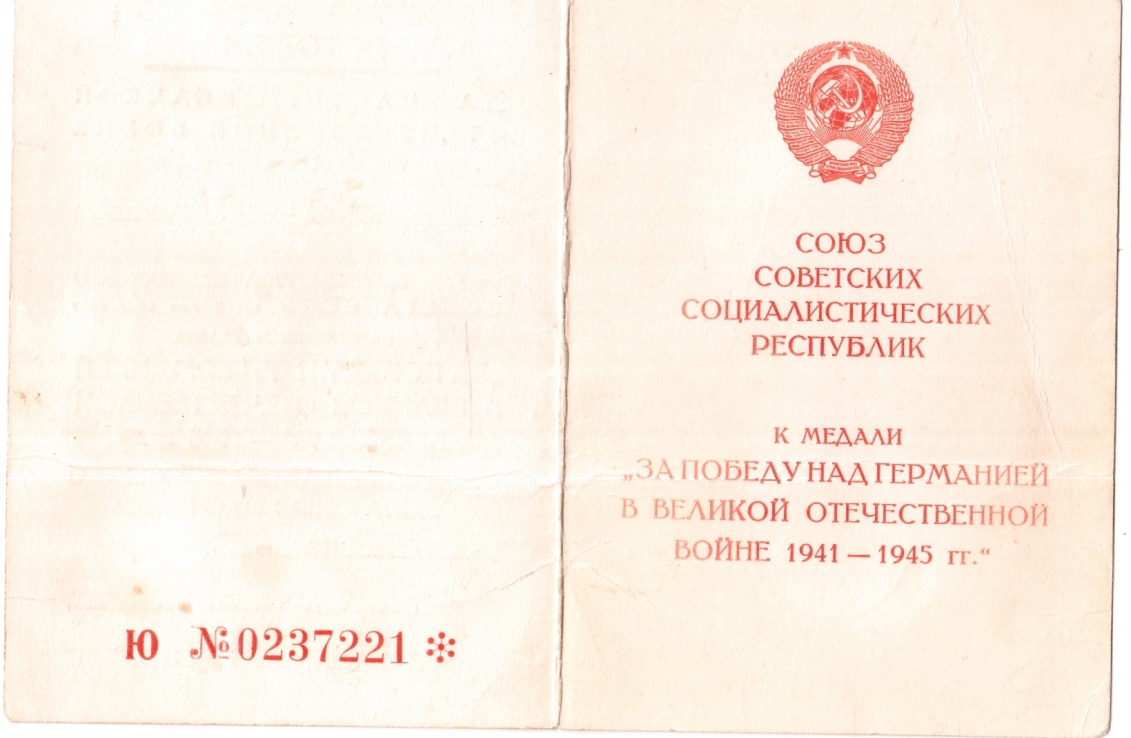 Ю №0237221
СОЮЗ
СОВЕТСКИХ
СОЦИАЛИСТИЧЕСКИХ
РЕСПУБЛИК
К МЕДАЛИ
„ЗА ПОБЕДУ НАД ГЕРМАНИЕЙ
В ВЕЛИКОЙ ОТЕЧЕСТВЕННОЙ
ВОЙНЕ 1941 — 1945 гг.“